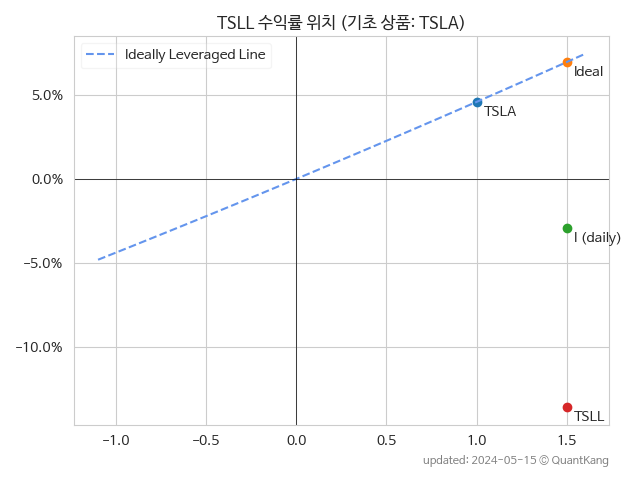 TSLL 수익률 위치 (기초 상품: TSLA)
Ideally Leveraged Line
Ideal
TSLA
I (daily)
TSLL
5.0%
0.0%
−5.0%
−10.0%
−1.0 −0.5 0.0 0.5 1.0 1.5
updated: 2024-05-15 © QuantKang